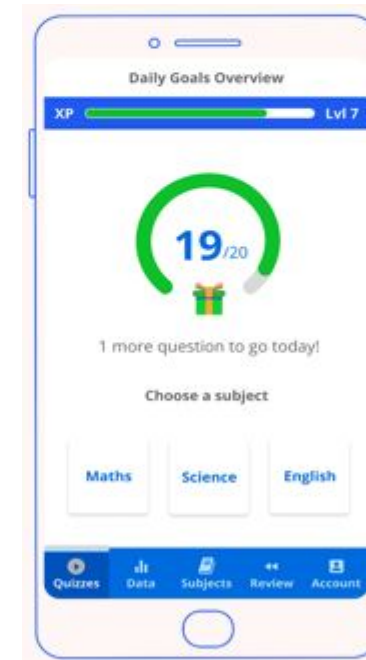 Daily Goals Overview
XP Lvl 7
19/20
1 more question to go today!
Choose a subject
Maths Science English
Quizzes Data Subjects Review Account